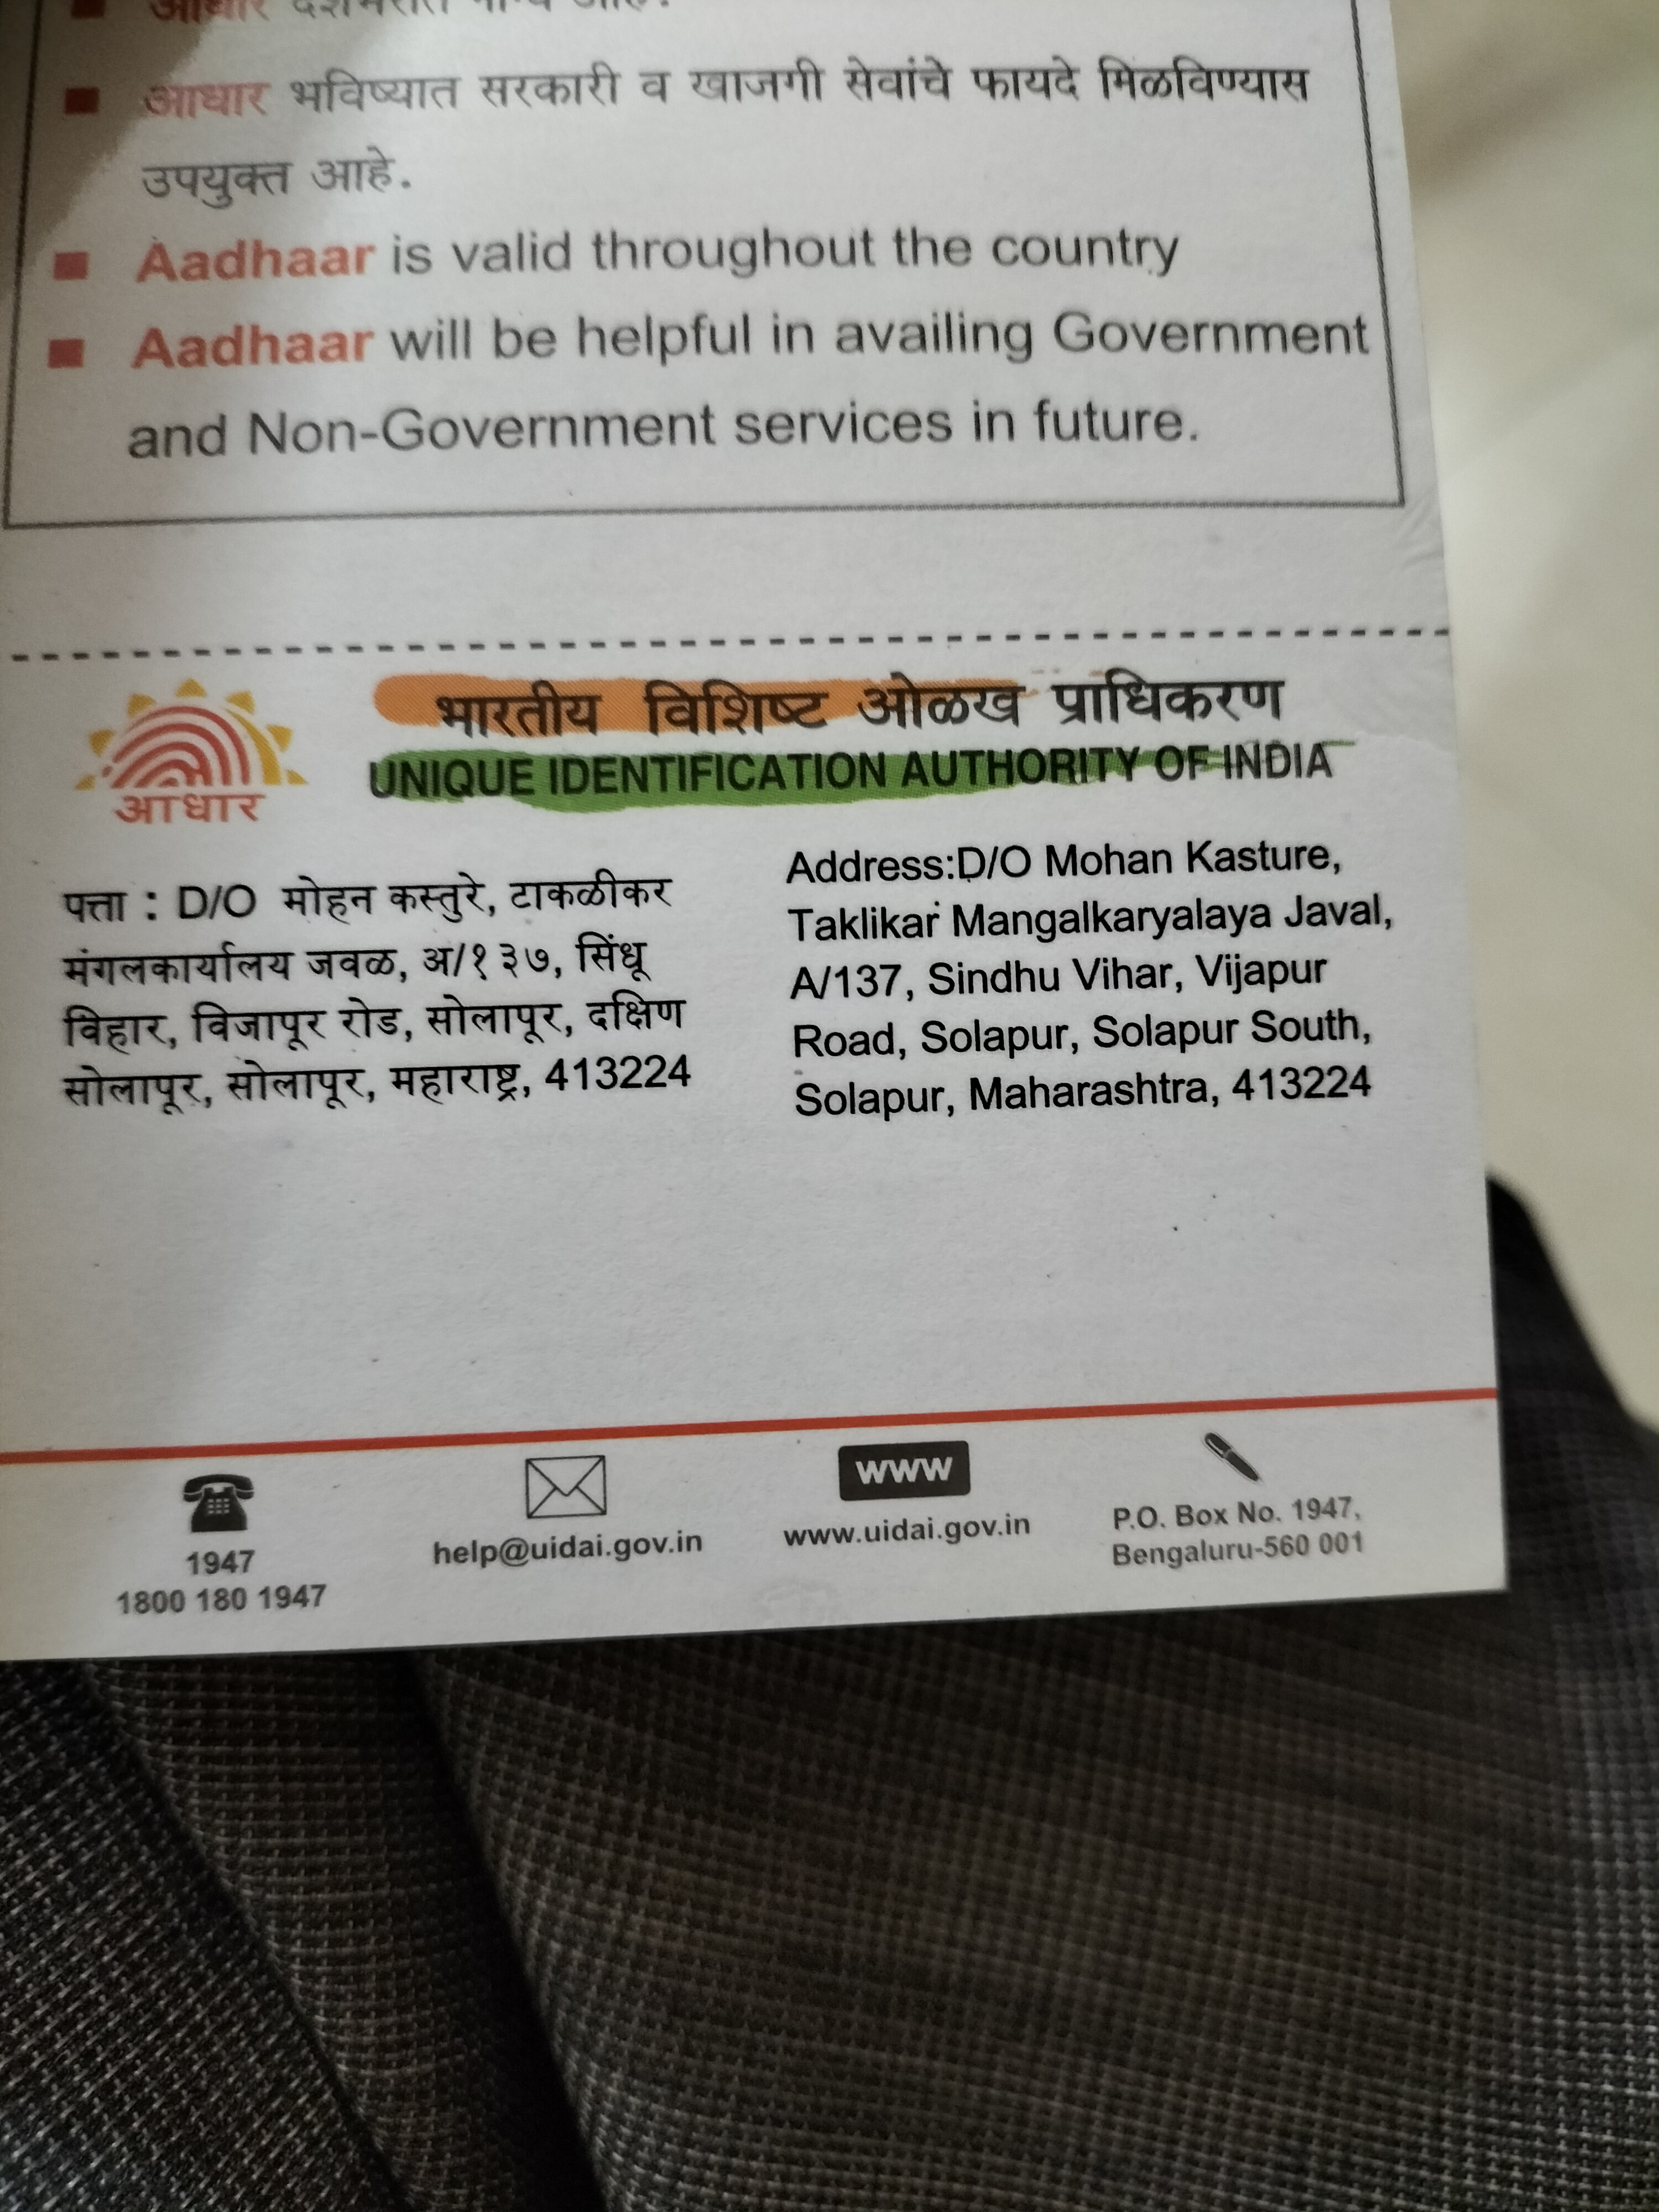 आधार देशभरात मान्य आहे.
आधार भविष्यात सरकारी व खाजगी सेवांचे फायदे मिळविण्यास
उपयुक्त आहे.
Aadhaar is valid throughout the country
Aadhaar will be helpful in availing Government
and Non-Government services in future.
भारतीय विशिष्ट ओळख प्राधिकरण
UNIQUE IDENTIFICATION AUTHORITY OF INDIA
आधार
पत्ता : D/O मोहन कस्तुरे, टाकळीकर
मंगलकार्यालय जवळ, अ/१३७, सिंधू
विहार, विजापूर रोड, सोलापूर, दक्षिण
सोलापूर, सोलापूर, महाराष्ट्र, 413224
Address:D/O Mohan Kasture,
Taklikar Mangalkaryalaya Javal,
A/137, Sindhu Vihar, Vijapur
Road, Solapur, Solapur South,
Solapur, Maharashtra, 413224
1947
1800 180 1947
help@uidai.gov.in
www
www.uidai.gov.in
P.O. Box No. 1947,
Bengaluru-560 001